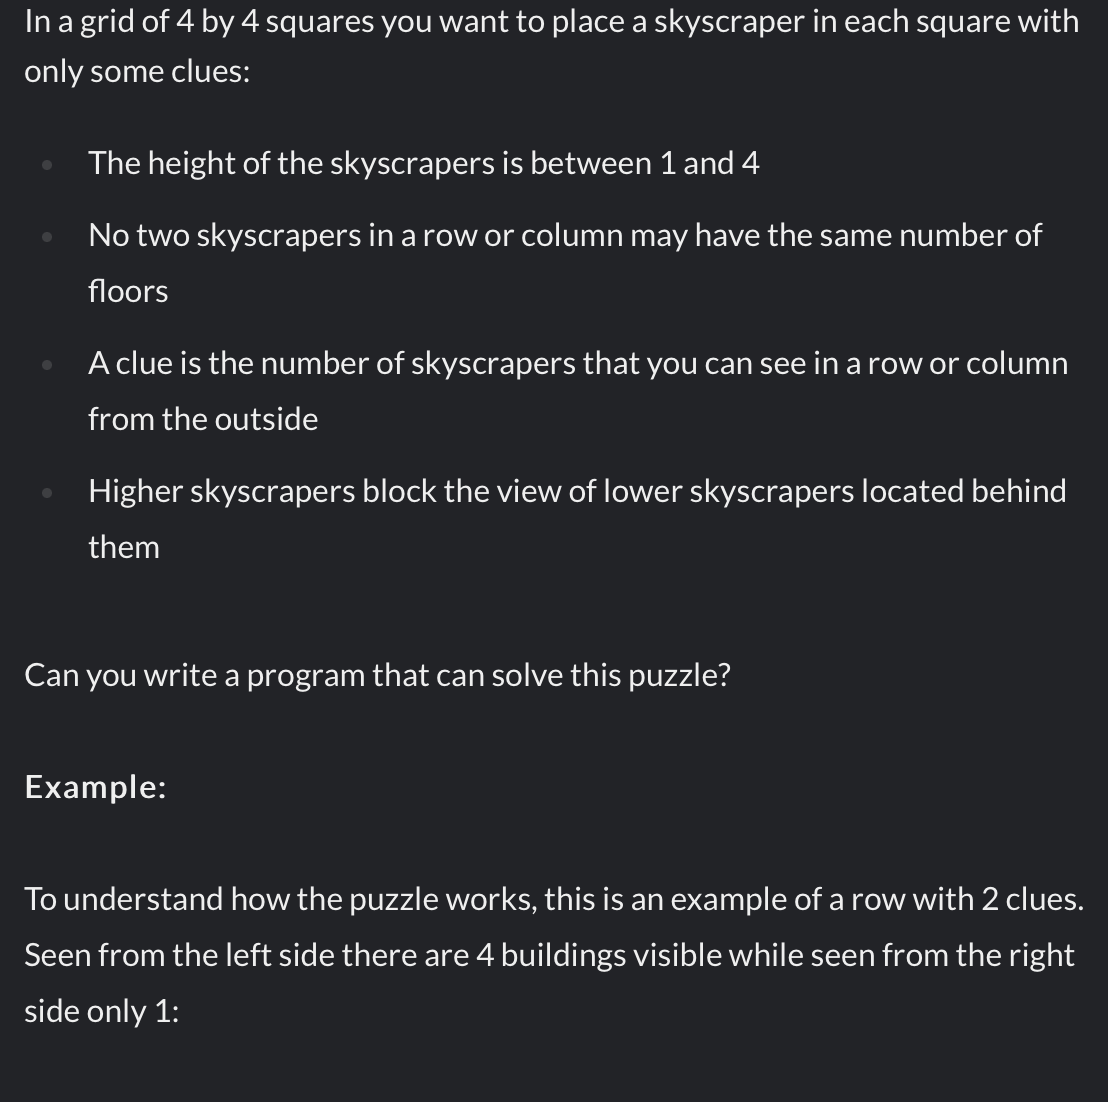 In a grid of 4 by 4 squares you want to place a skyscraper in each square with
only some clues:
The height of the skyscrapers is between 1 and 4
No two skyscrapers in a row or column may have the same number of
floors
A clue is the number of skyscrapers that you can see in a row or column
from the outside
Higher skyscrapers block the view of lower skyscrapers located behind
them
Can you write a program that can solve this puzzle?
Example:
To understand how the puzzle works, this is an example of a row with 2 clues.
Seen from the left side there are 4 buildings visible while seen from the right
side only 1: